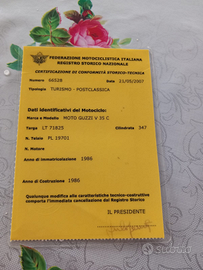 FEDERAZIONE MOTOCICLISTICA ITALIANA
REGISTRO STORICO NAZIONALE
CERTIFICAZIONE DI CONFORMITÀ STORICO-TECNICA
Numero 66528 21/05/2007
Tipologia TURISMO - POSTCLASSICA
Dati identificativi del Motociclo:
Marca e Modello MOTO GUZZI V 35 C
Targa LT 71825 Cilindrata 347
N. Telaio PL 19701
N. Motore
Anno di Immatricolazione 1986
Anno di Costruzione 1986
Qualunque modifica alle caratteristiche tecnico-costruttive
comporta l'immediata cancellazione dal Registro Storico
IL PRESIDENTE
subito.it